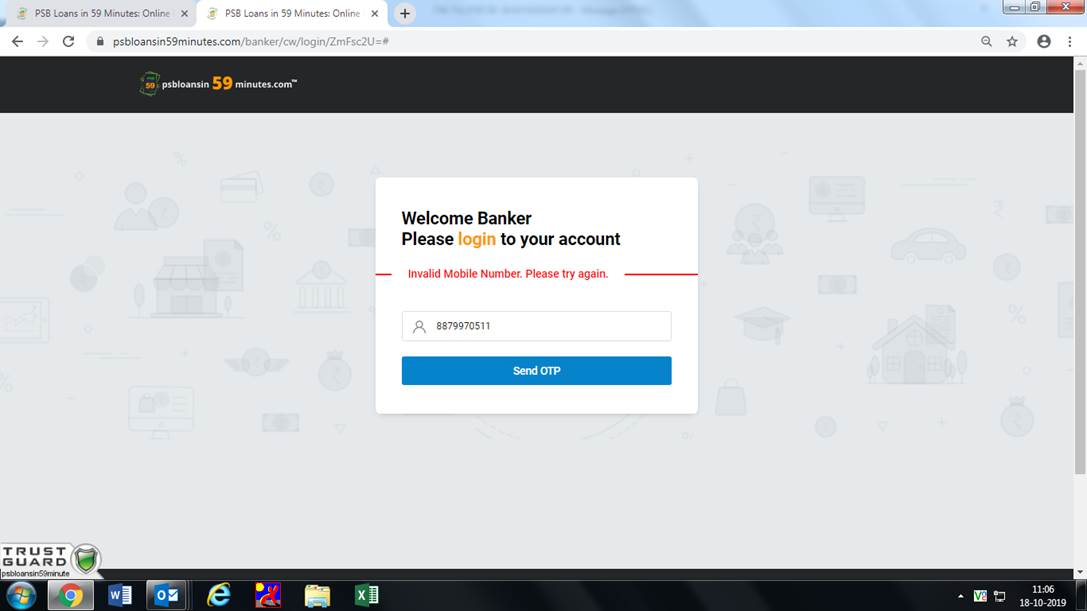 PSB Loans in 59 Minutes: Online
PSB Loans in 59 Minutes: Online
psbloansin59minutes.com/banker/cw/login/ZmFsc2U=#
psbloansin 59 minutes.com™
Welcome Banker
Please login to your account
Invalid Mobile Number. Please try again.
8879970511
Send OTP
TRUST
GUARD
psbloansin59minute
11:06
18-10-2019